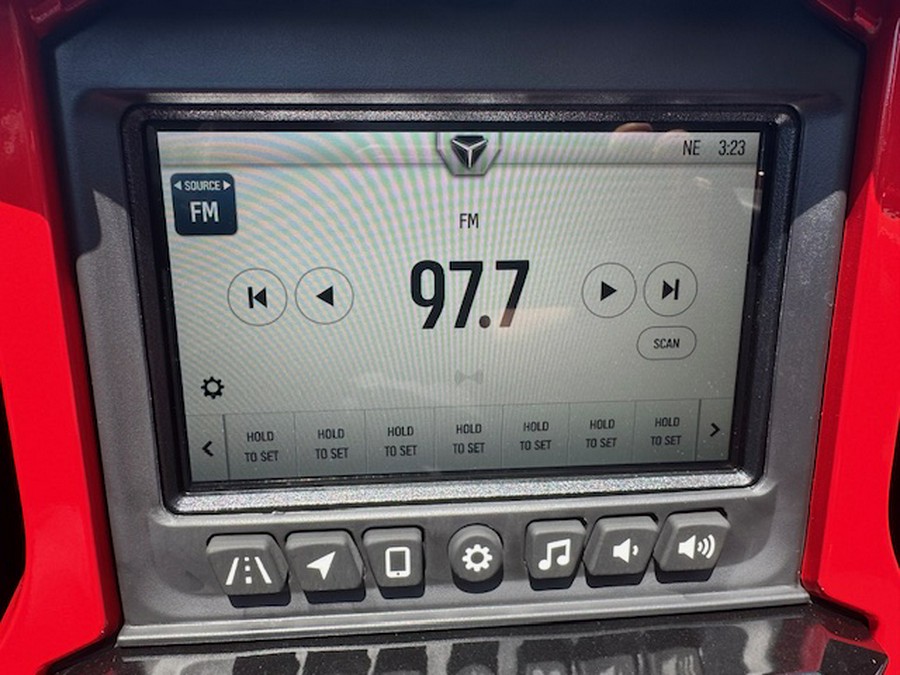 NE 3:23
SOURCE
FM
FM
97.7
SCAN
HOLD HOLD HOLD HOLD HOLD HOLD HOLD
TO SET TO SET TO SET TO SET TO SET TO SET TO SET